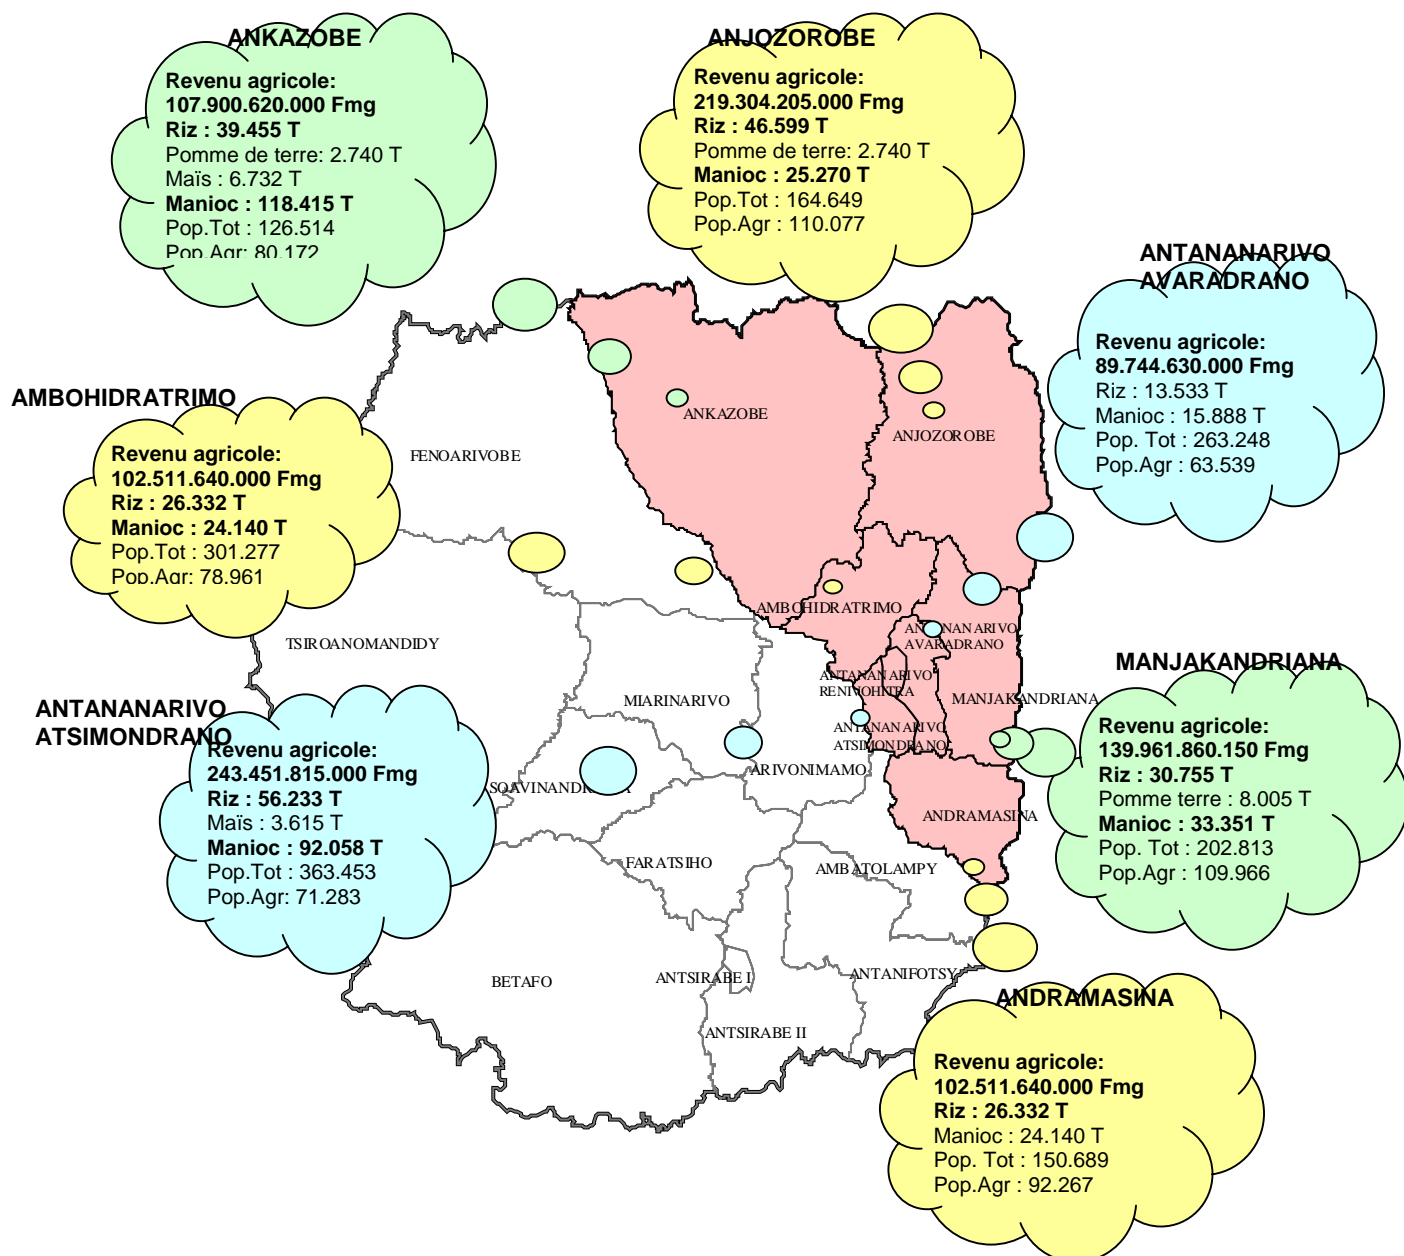 ANKAZOBE
Revenu agricole:
107.900.620.000 Fmg
Riz : 39.455 T
Pomme de terre: 2.740 T
Maïs : 6.732 T
Manioc : 118.415 T
Pop.Tot : 126.514
Pop.Agr: 80.172
ANJOZOROBE
Revenu agricole:
219.304.205.000 Fmg
Riz : 46.599 T
Pomme de terre: 2.740 T
Manioc : 25.270 T
Pop.Tot : 164.649
Pop.Agr : 110.077
ANTANANARIVO
AVARADRANO
Revenu agricole:
89.744.630.000 Fmg
Riz : 13.533 T
Manioc : 15.888 T
Pop. Tot : 263.248
Pop.Agr : 63.539
AMBOHIDRATRIMO
Revenu agricole:
102.511.640.000 Fmg
Riz : 26.332 T
Manioc : 24.140 T
Pop.Tot : 301.277
Pop.Agr: 78.961
ANKAZOBE
ANJOZOROBE
FENOARIVOBE
AMBOHIDRATRIMO
ANTANANARIVO
AVARADRANO
TSIROANOMANDIDY
ANTANANARIVO
RENIVOHITRA
MANJAKANDRIANA
MIARINARIVO
ANTANANARIVO
ATSIMONDRANO
ARIVONIMAMO
ANDRAMASINA
FARATSIHO
AMBATOLAMPY
BETAFO
ANTSIRABE I
ANTANIFOTSY
ANTSIRABE II
MANJAKANDRIANA
Revenu agricole:
139.961.860.150 Fmg
Riz : 30.755 T
Pomme terre : 8.005 T
Manioc : 33.351 T
Pop. Tot : 202.813
Pop.Agr : 109.966
ANTANANARIVO
ATSIMONDRANO
Revenu agricole:
243.451.815.000 Fmg
Riz : 56.233 T
Maïs : 3.615 T
Manioc : 92.058 T
Pop.Tot : 363.453
Pop.Agr: 71.283
ANDRAMASINA
Revenu agricole:
102.511.640.000 Fmg
Riz : 26.332 T
Manioc : 24.140 T
Pop. Tot : 150.689
Pop.Agr : 92.267